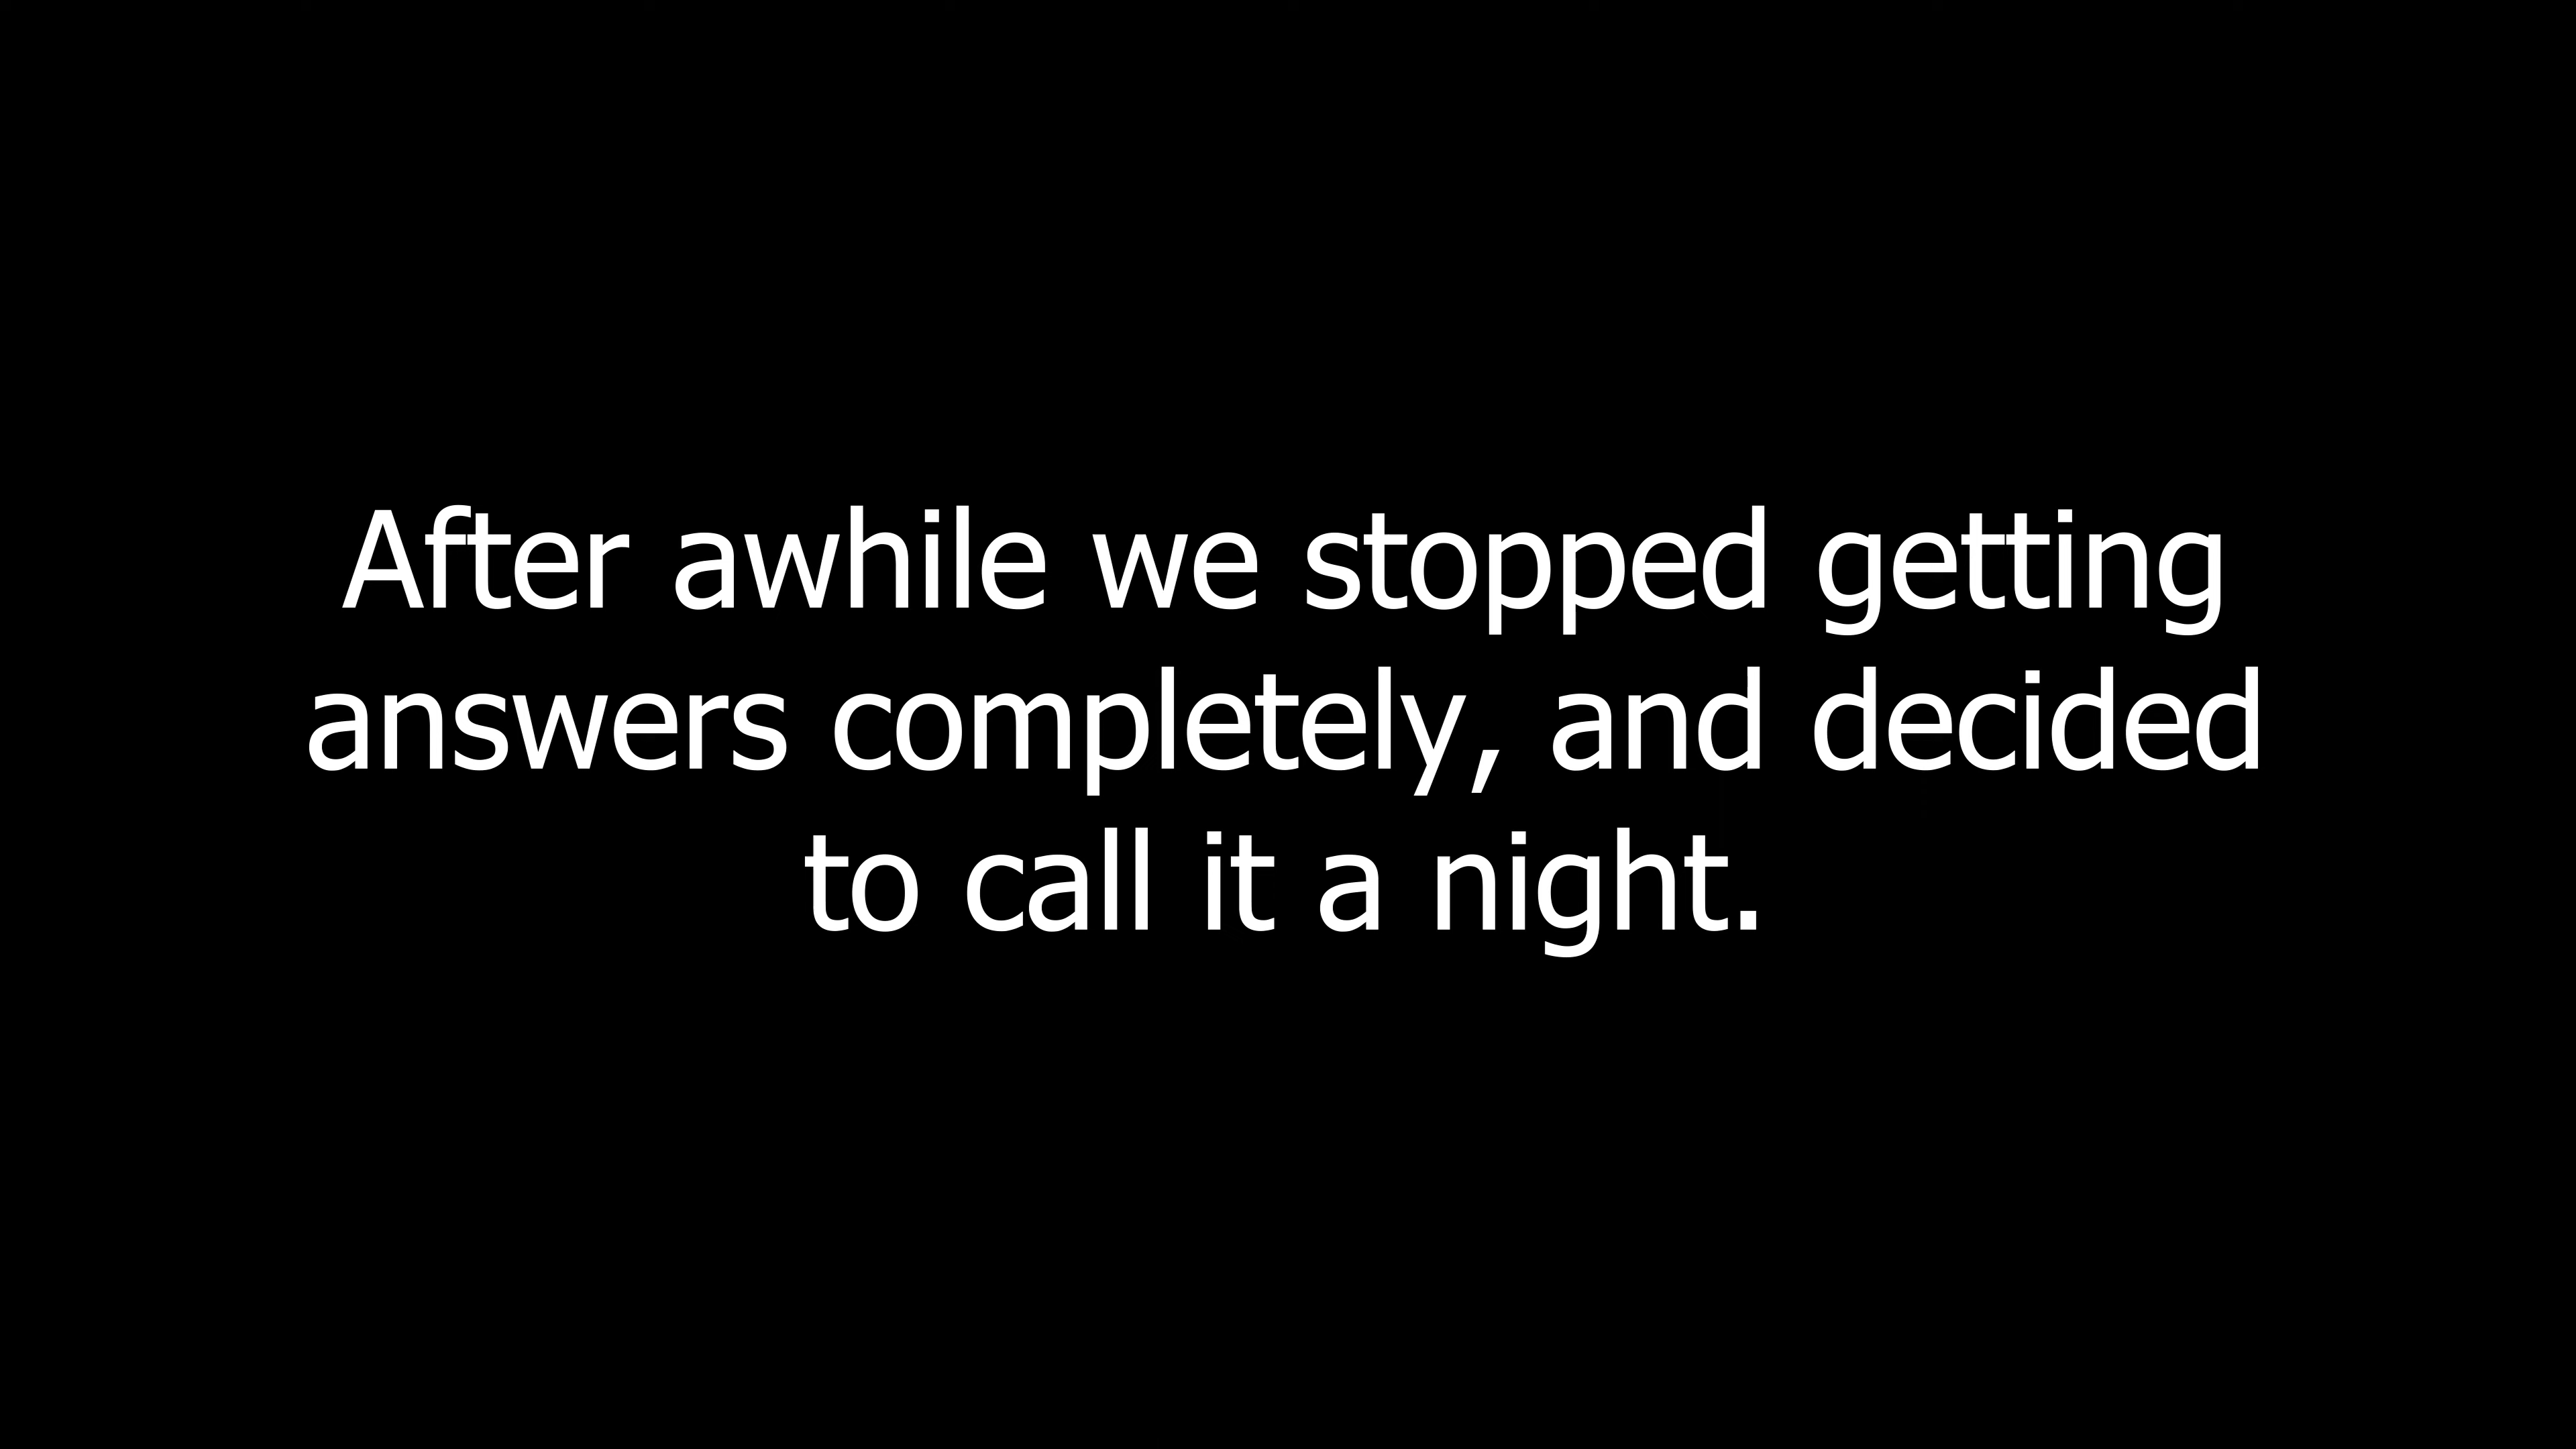 After awhile we stopped getting
answers completely, and decided
to call it a night.